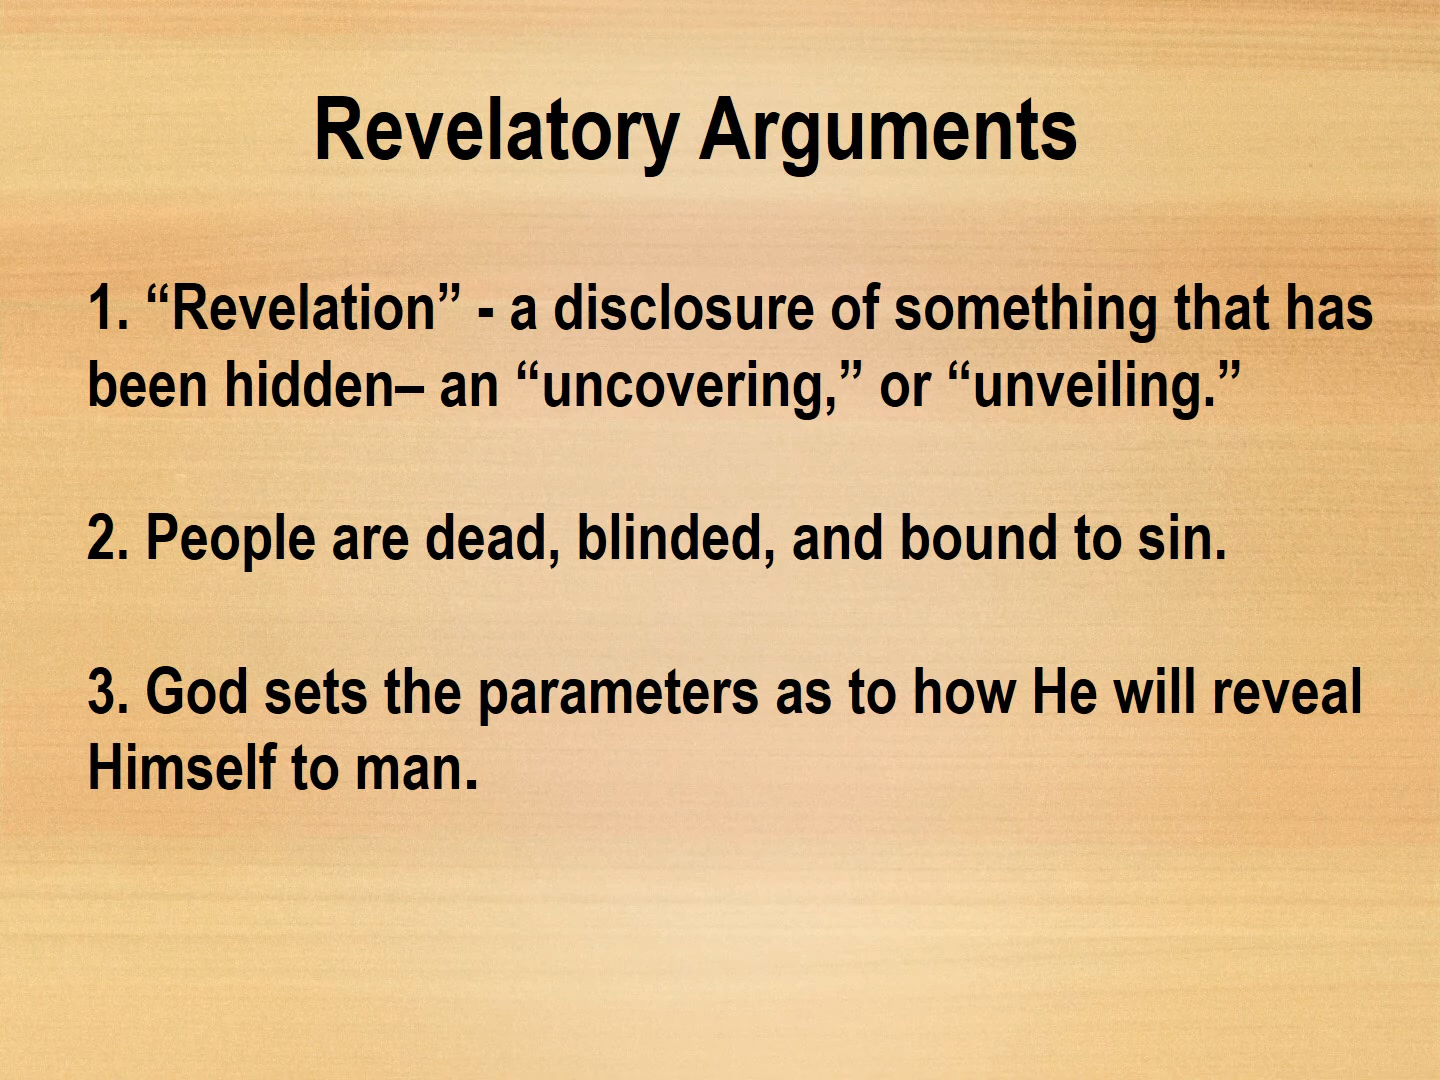 Revelatory Arguments
1. “Revelation” - a disclosure of something that has
been hidden– an “uncovering,” or “unveiling.”
2. People are dead, blinded, and bound to sin.
3. God sets the parameters as to how He will reveal
Himself to man.